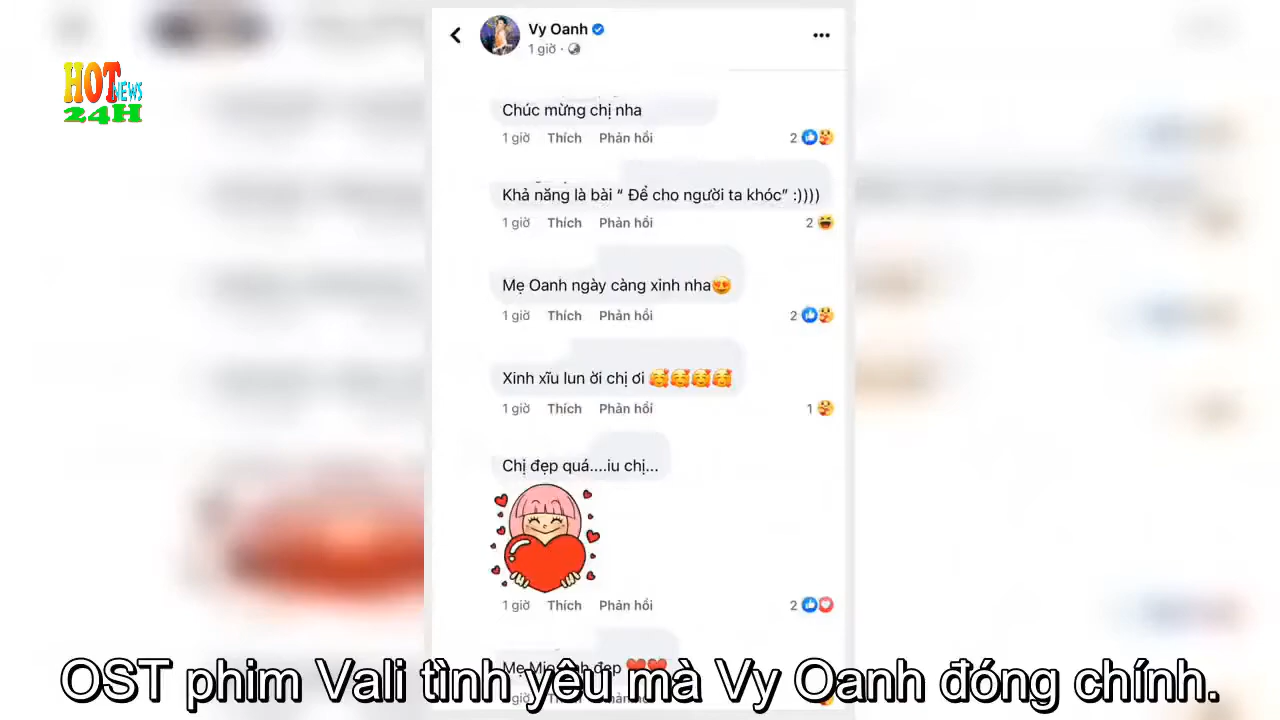 HOT NEWS
24H
Vy Oanh
1 giờ ·
Chúc mừng chị nha
1 giờ Thích Phản hồi 2
Khả năng là bài “ Để cho người ta khóc” :))))
1 giờ Thích Phản hồi 2
Mẹ Oanh ngày càng xinh nha😍
1 giờ Thích Phản hồi 2
Xinh xĩu lun ời chị ơi 🥰🥰🥰🥰
1 giờ Thích Phản hồi 1
Chị đẹp quá....iu chị...
1 giờ Thích Phản hồi 2
Mẹ đẹp ❤️❤️
OST phim Vali tình yêu mà Vy Oanh đóng chính.